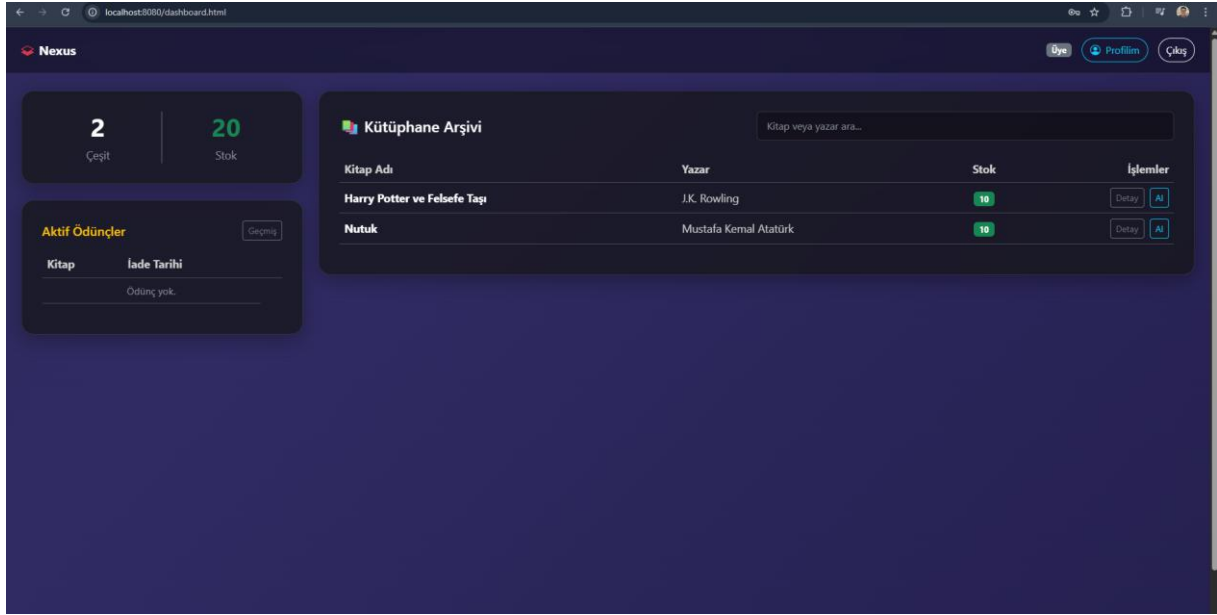 localhost:8080/dashboard.html
Nexus
Üye
Profilim
Çıkış
2
Çeşit
20
Stok
Aktif Ödünçler
Geçmiş
Kitap İade Tarihi
Ödünç yok.
Kütüphane Arşivi
Kitap veya yazar ara...
Kitap Adı Yazar Stok İşlemler
Harry Potter ve Felsefe Taşı J.K. Rowling 10 Detay Al
Nutuk Mustafa Kemal Atatürk 10 Detay Al